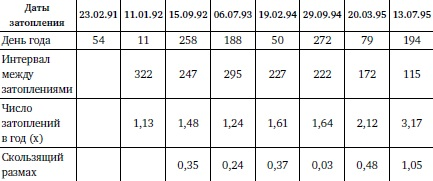 Даты затопления 23.02.91 11.01.92 15.09.92 06.07.93 19.02.94 29.09.94 20.03.95 13.07.95
День года 54 11 258 188 50 272 79 194
Интервал между затоплениями 322 247 295 227 222 172 115
Число затоплений в год (x) 1,13 1,48 1,24 1,61 1,64 2,12 3,17
Скользящий размах 0,35 0,24 0,37 0,03 0,48 1,05